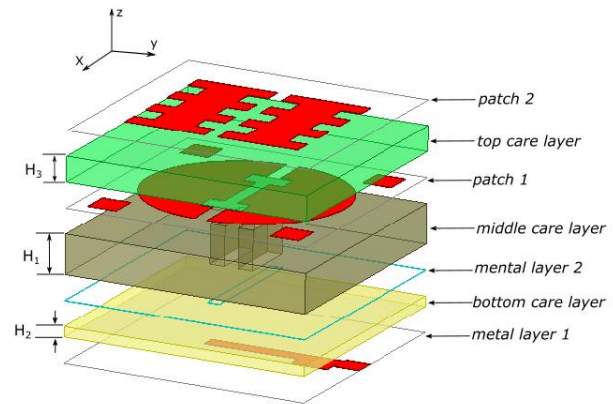 z
y
X
patch 2
top care layer
H3
patch 1
middle care layer
H1
mental layer 2
bottom care layer
H2
metal layer 1